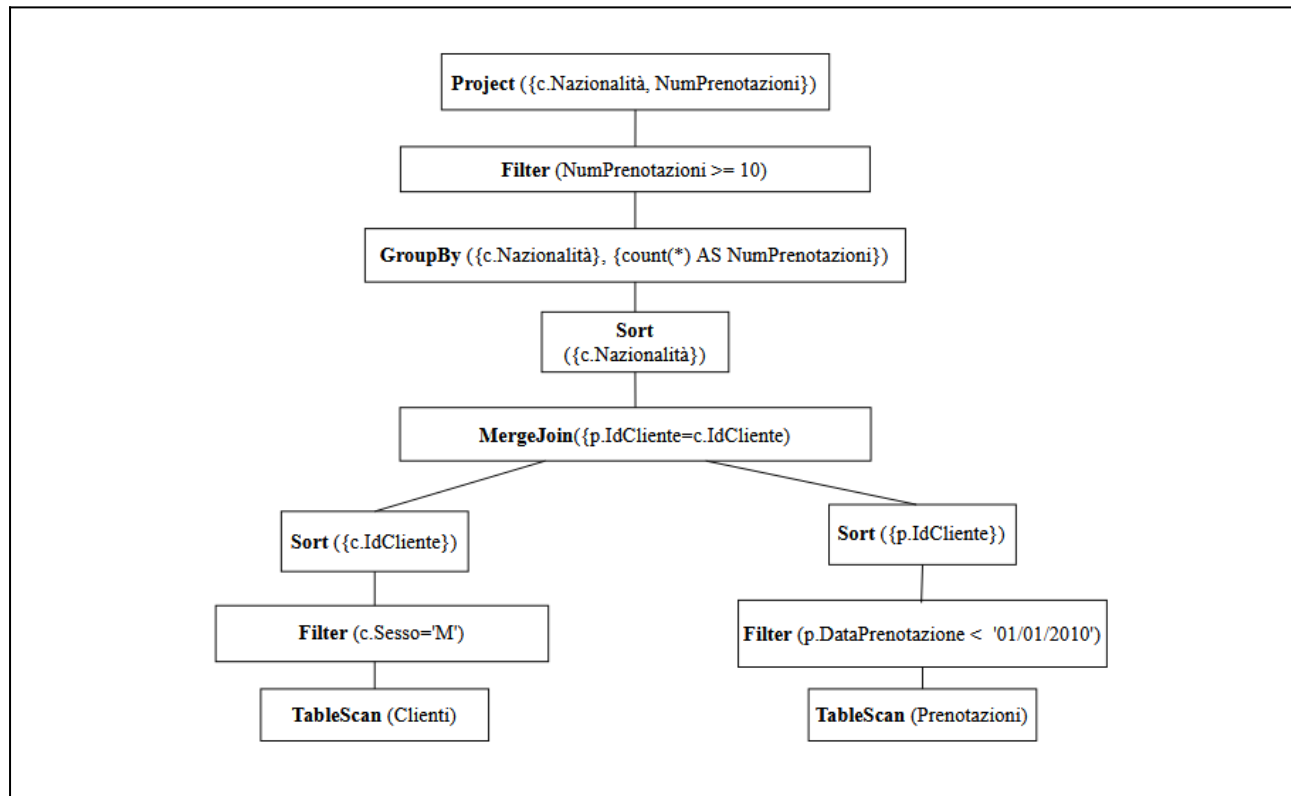 Project ({c.Nazionalità, NumPrenotazioni})
Filter (NumPrenotazioni >= 10)
GroupBy ({c.Nazionalità}, {count(*) AS NumPrenotazioni})
Sort
({c.Nazionalità})
MergeJoin({p.IdCliente=c.IdCliente)
Sort ({c.IdCliente})
Sort ({p.IdCliente})
Filter (c.Sesso='M')
Filter (p.DataPrenotazione < '01/01/2010')
TableScan (Clienti)
TableScan (Prenotazioni)